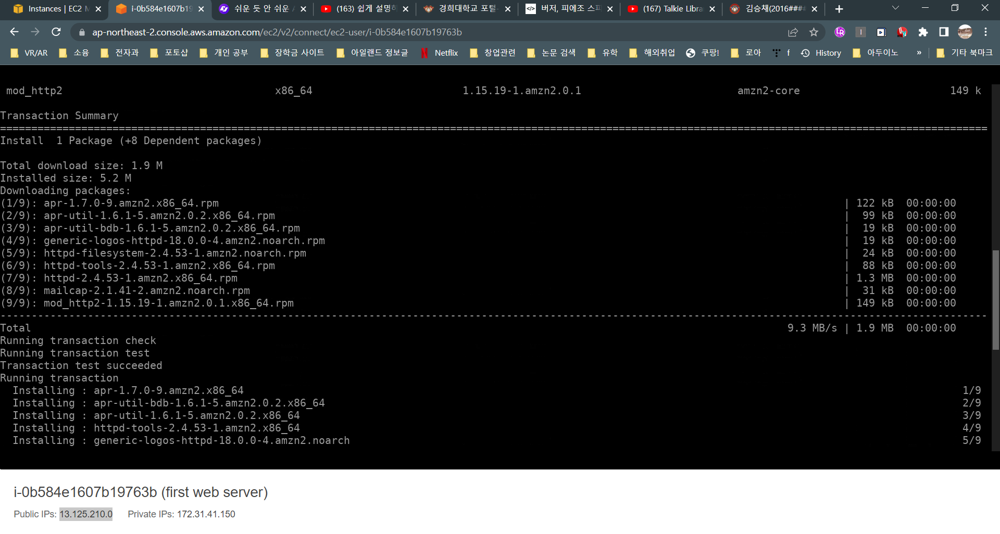 Instances | EC2 M
i-0b584e1607b19
쉬운 듯 안 쉬운
(163) 쉽게 설명하
경희대학교 포털
버저, 피에조 스피
(167) Talkie Libra
김승채(2016###
ap-northeast-2.console.aws.amazon.com/ec2/v2/connect/ec2-user/i-0b584e1607b19763b
VR/AR 소융 전자과 포토샵 개인 공부 장학금 사이트 아일랜드 정보글 Netflix 창업관련 논문 검색 유학 해외취업 쿠팡! 로아 f History 아두이노 » 기타 북마크
mod_http2 x86_64 1.15.19-1.amzn2.0.1 amzn2-core 149 k
Transaction Summary
Install 1 Package (+8 Dependent packages)
Total download size: 1.9 M
Installed size: 5.2 M
Downloading packages:
(1/9): apr-1.7.0-9.amzn2.x86_64.rpm | 122 kB 00:00:00
(2/9): apr-util-1.6.1-5.amzn2.0.2.x86_64.rpm | 99 kB 00:00:00
(3/9): apr-util-bdb-1.6.1-5.amzn2.0.2.x86_64.rpm | 19 kB 00:00:00
(4/9): generic-logos-httpd-18.0.0-4.amzn2.noarch.rpm | 19 kB 00:00:00
(5/9): httpd-filesystem-2.4.53-1.amzn2.noarch.rpm | 24 kB 00:00:00
(6/9): httpd-tools-2.4.53-1.amzn2.x86_64.rpm | 88 kB 00:00:00
(7/9): httpd-2.4.53-1.amzn2.x86_64.rpm | 1.3 MB 00:00:00
(8/9): mailcap-2.1.41-2.amzn2.noarch.rpm | 31 kB 00:00:00
(9/9): mod_http2-1.15.19-1.amzn2.0.1.x86_64.rpm | 149 kB 00:00:00
Total 9.3 MB/s | 1.9 MB 00:00:00
Running transaction check
Running transaction test
Transaction test succeeded
Running transaction
Installing : apr-1.7.0-9.amzn2.x86_64 1/9
Installing : apr-util-bdb-1.6.1-5.amzn2.0.2.x86_64 2/9
Installing : apr-util-1.6.1-5.amzn2.0.2.x86_64 3/9
Installing : httpd-tools-2.4.53-1.amzn2.x86_64 4/9
Installing : generic-logos-httpd-18.0.0-4.amzn2.noarch 5/9
i-0b584e1607b19763b (first web server)
Public IPs: 13.125.210.0 Private IPs: 172.31.41.150